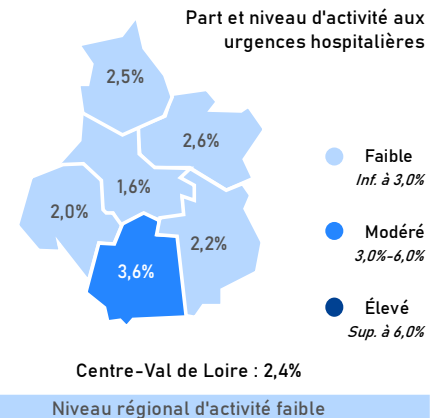 Part et niveau d'activité aux
urgences hospitalières
2,5%
2,6%
1,6%
2,0%
2,2%
3,6%
Faible
Inf. à 3,0%
Modéré
3,0%-6,0%
Élevé
Sup. à 6,0%
Centre-Val de Loire : 2,4%
Niveau régional d'activité faible